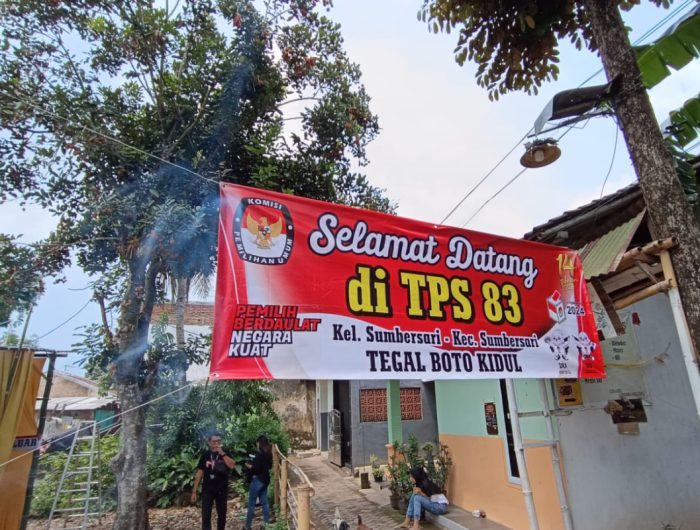 KOMISI
PEMILIHAN UMUM
Selamat Datang
di TPS 83
PEMILIH
BERDAULAT
NEGARA
KUAT
Kel. Sumbersari - Kec. Sumbersari
TEGAL BOTO KIDUL
14
2024